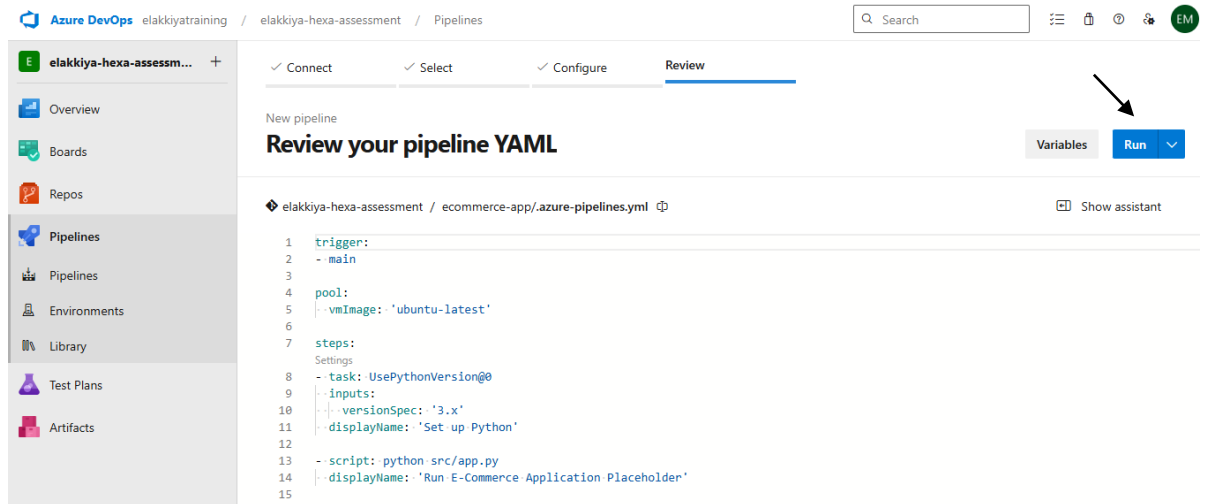 Azure DevOps elakkiyatraining / elakkiya-hexa-assessment / Pipelines Search EM
E elakkiya-hexa-assessm... +
Connect Select Configure Review
Overview
New pipeline
Review your pipeline YAML Variables Run
Boards
Repos
elakkiya-hexa-assessment / ecommerce-app/.azure-pipelines.yml Show assistant
Pipelines
Pipelines
Environments
Library
Test Plans
Artifacts
1 trigger:
2 - main
3
4 pool:
5 vmImage: 'ubuntu-latest'
6
7 steps:
Settings
8 - task: UsePythonVersion@0
9 inputs:
10 versionSpec: '3.x'
11 displayName: 'Set up Python'
12
13 - script: python src/app.py
14 displayName: 'Run E-Commerce Application Placeholder'
15